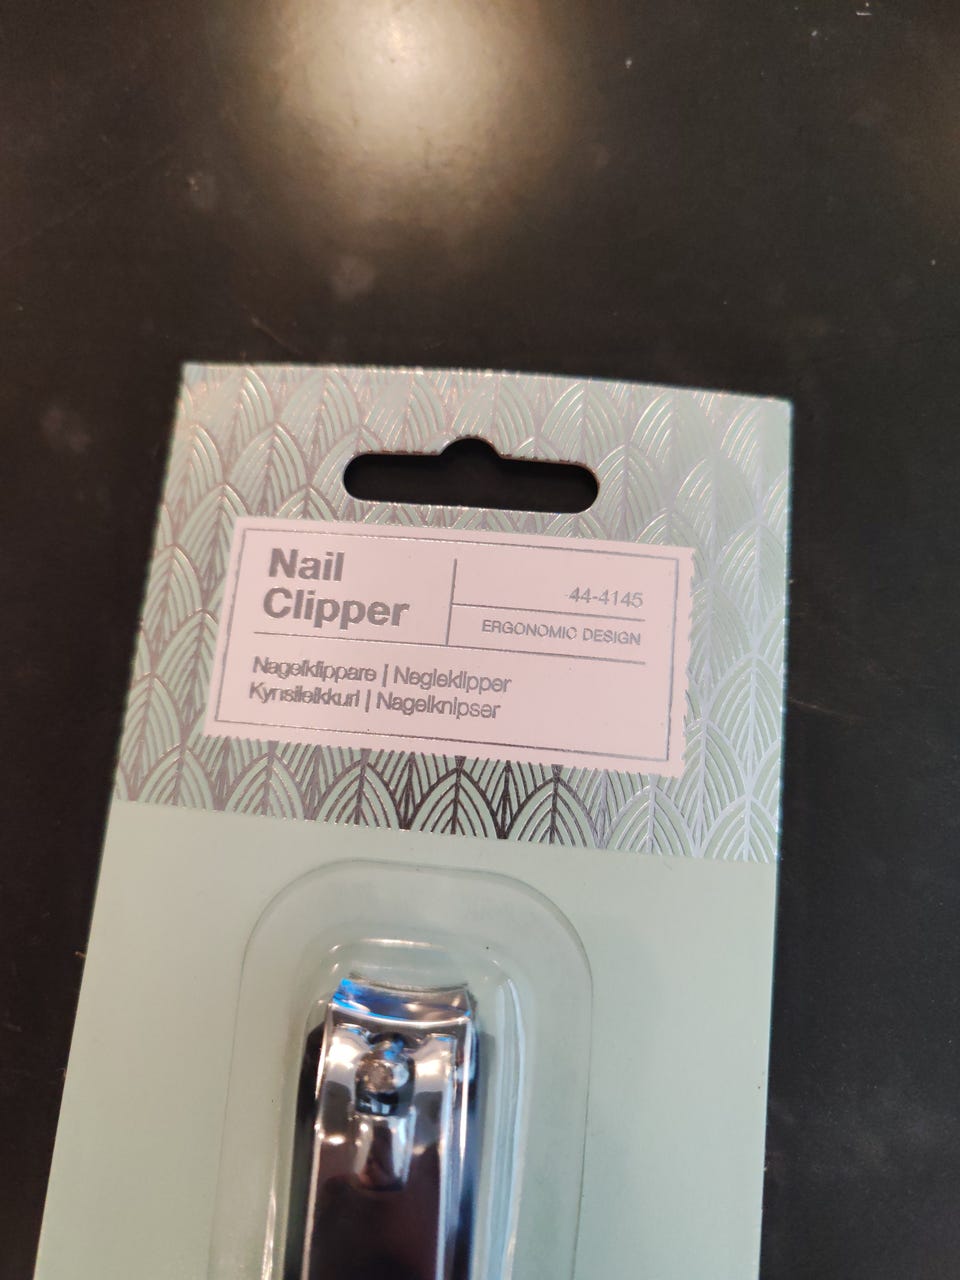 Nail
Clipper
44-4145
ERGONOMIC DESIGN
Nagelklippare | Negleklipper
Kynsileikkuri | Nagelknipser